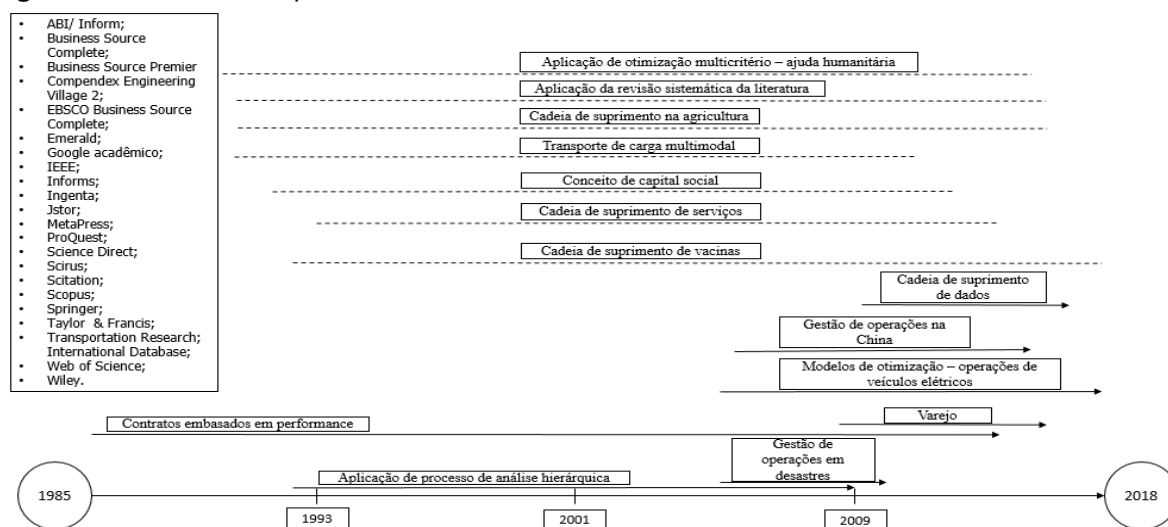 • ABI/ Inform;
• Business Source
Complete;
• Business Source Premier
• Compendex Engineering
Village 2;
• EBSCO Business Source
Complete;
• Emerald;
• Google acadêmico;
• IEEE;
• Informs;
• Ingenta;
• Jstor;
• MetaPress;
• ProQuest;
• Science Direct;
• Scirus;
• Scitation;
• Scopus;
• Springer;
• Taylor & Francis;
• Transportation Research;
International Database;
• Web of Science;
• Wiley.
Aplicação de otimização multicritério – ajuda humanitária
Aplicação da revisão sistemática da literatura
Cadeia de suprimento na agricultura
Transporte de carga multimodal
Conceito de capital social
Cadeia de suprimento de serviços
Cadeia de suprimento de vacinas
Cadeia de suprimento
de dados
Gestão de operações na
China
Modelos de otimização – operações de
veículos elétricos
Varejo
Contratos embasados em performance
Gestão de
operações em
desastres
Aplicação de processo de análise hierárquica
1985
1993
2001
2009
2018